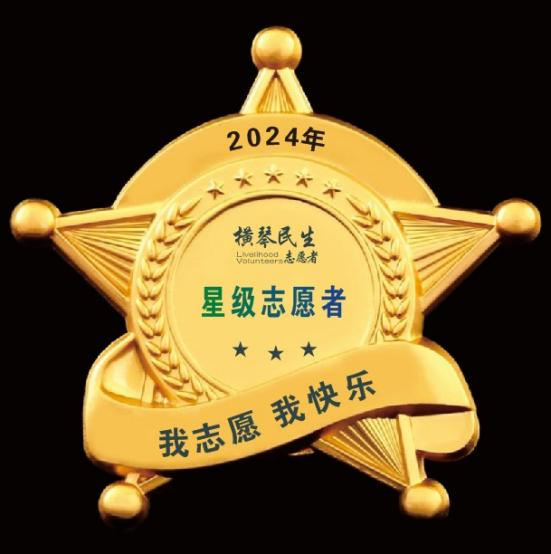 2024年
横琴民生
Livelihood
Volunteers志愿者
星级志愿者
我志愿 我快乐